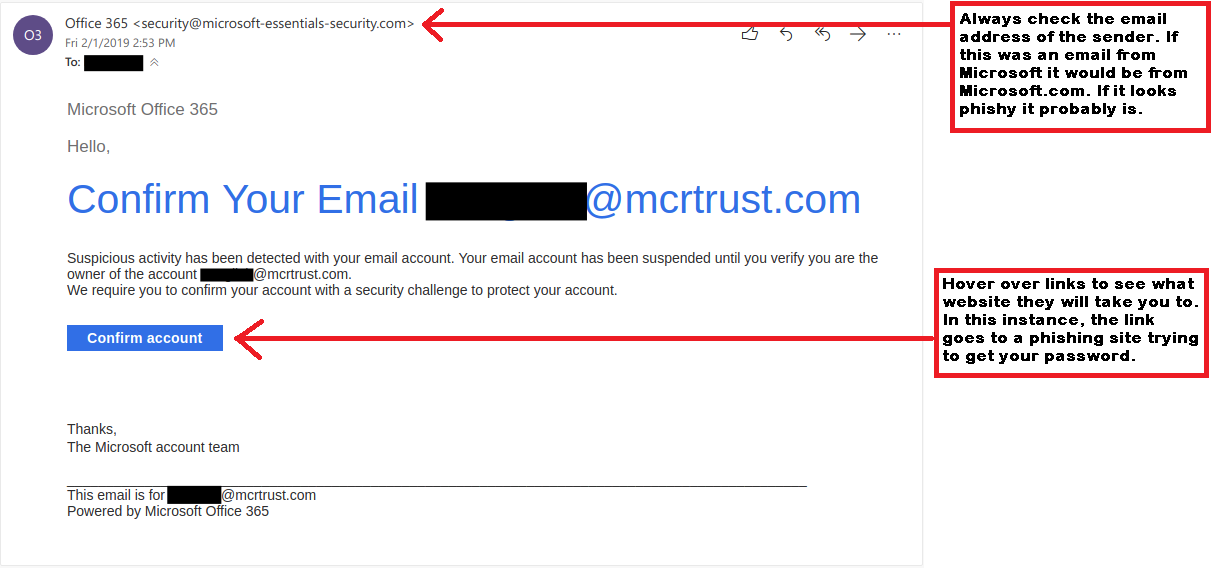 O3
Office 365 <security@microsoft-essentials-security.com>
Fri 2/1/2019 2:53 PM
To:
Always check the email
address of the sender. If
this was an email from
Microsoft it would be from
Microsoft.com. If it looks
phishy it probably is.
Microsoft Office 365
Hello,
Confirm Your Email @mcrtrust.com
Suspicious activity has been detected with your email account. Your email account has been suspended until you verify you are the
owner of the account @mcrtrust.com.
We require you to confirm your account with a security challenge to protect your account.
Confirm account
Hover over links to see what
website they will take you to.
In this instance, the link
goes to a phishing site trying
to get your password.
Thanks,
The Microsoft account team
This email is for @mcrtrust.com
Powered by Microsoft Office 365